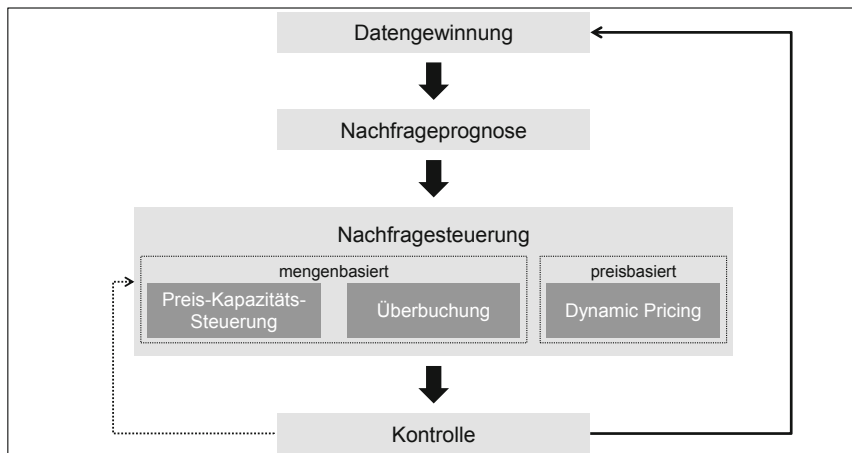 Datengewinnung
Nachfrageprognose
Nachfragesteuerung
mengenbasiert
preisbasiert
Preis-Kapazitäts-
Steuerung
Überbuchung
Dynamic Pricing
Kontrolle